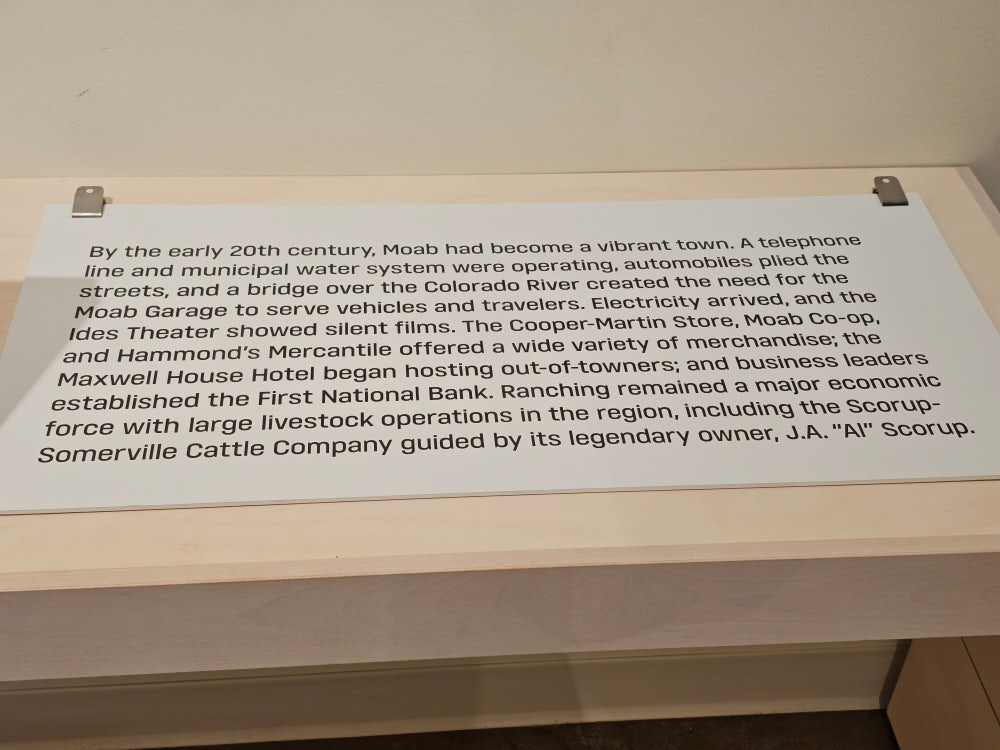 By the early 20th century, Moab had become a vibrant town. A telephone
line and municipal water system were operating, automobiles plied the
streets, and a bridge over the Colorado River created the need for the
Moab Garage to serve vehicles and travelers. Electricity arrived, and the
Ides Theater showed silent films. The Cooper-Martin Store, Moab Co-op,
and Hammond's Mercantile offered a wide variety of merchandise; the
Maxwell House Hotel began hosting out-of-towners; and business leaders
established the First National Bank. Ranching remained a major economic
force with large livestock operations in the region, including the Scorup-
Somerville Cattle Company guided by its legendary owner, J.A. "Al" Scorup.